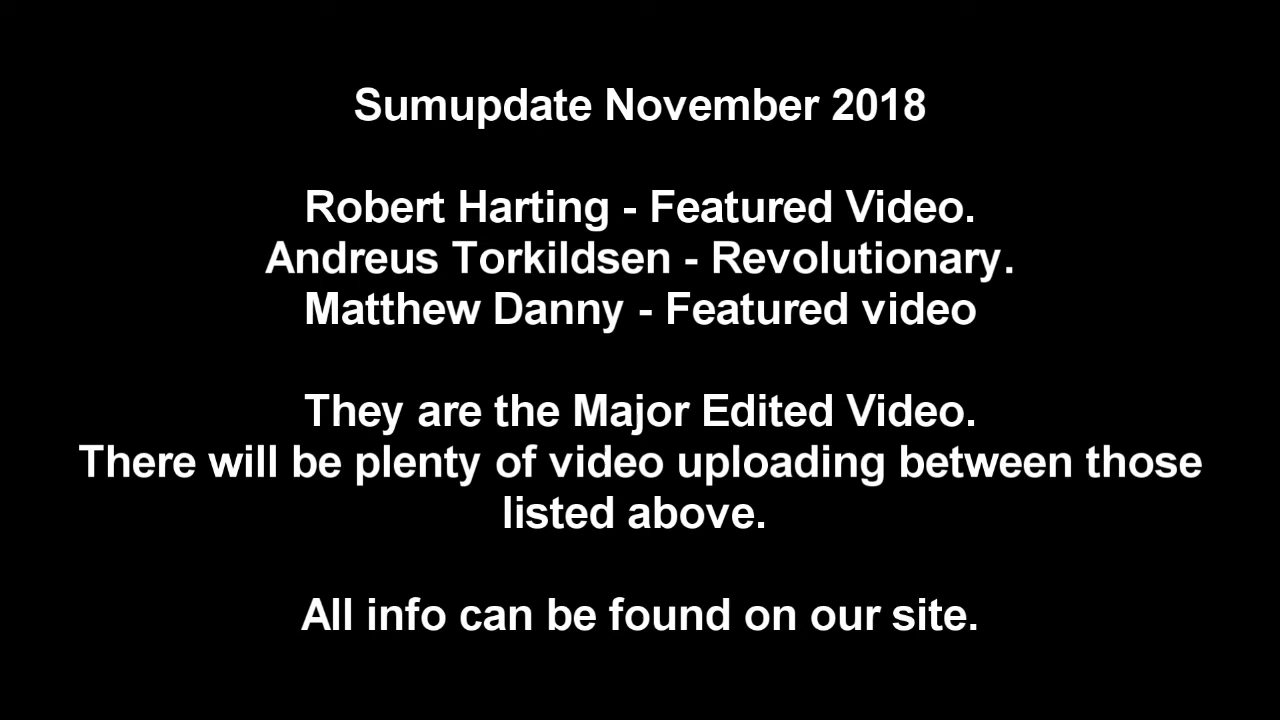 Sumupdate November 2018
Robert Harting - Featured Video.
Andreus Torkildsen - Revolutionary.
Matthew Danny - Featured video
They are the Major Edited Video.
There will be plenty of video uploading between those
listed above.
All info can be found on our site.